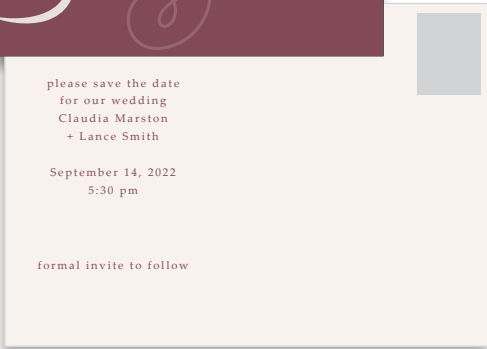 please save the date
for our wedding
Claudia Marston
+ Lance Smith
September 14, 2022
5:30 pm
formal invite to follow